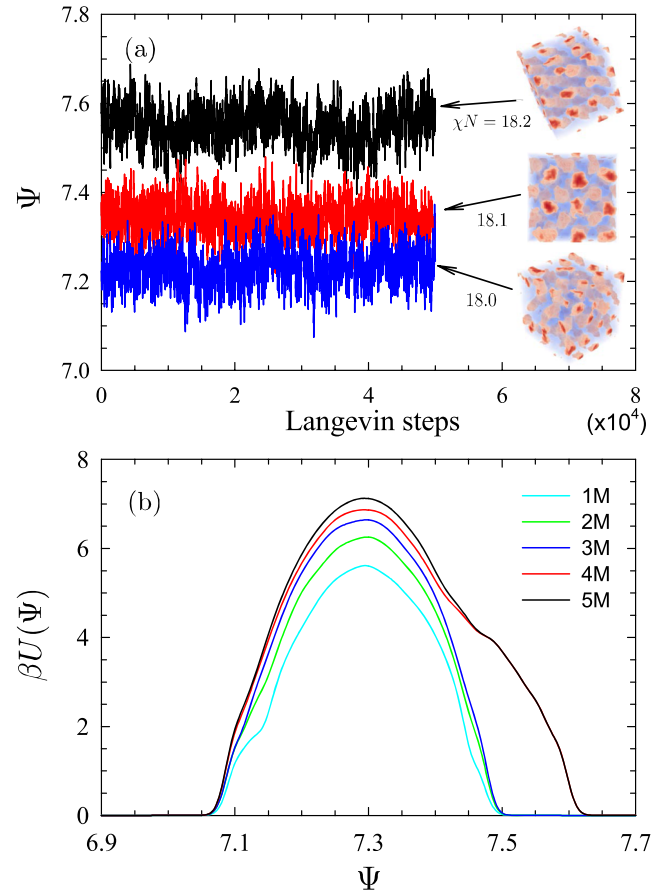 7.8
(a)
7.6
χN = 18.2
Ψ
7.4
18.1
7.2
18.0
7.0
0 2 4 6 8
Langevin steps (x10⁴)
8
(b)
1M
2M
6
3M
4M
5M
βU(Ψ)
4
2
0
6.9 7.1 7.3 7.5 7.7
Ψ